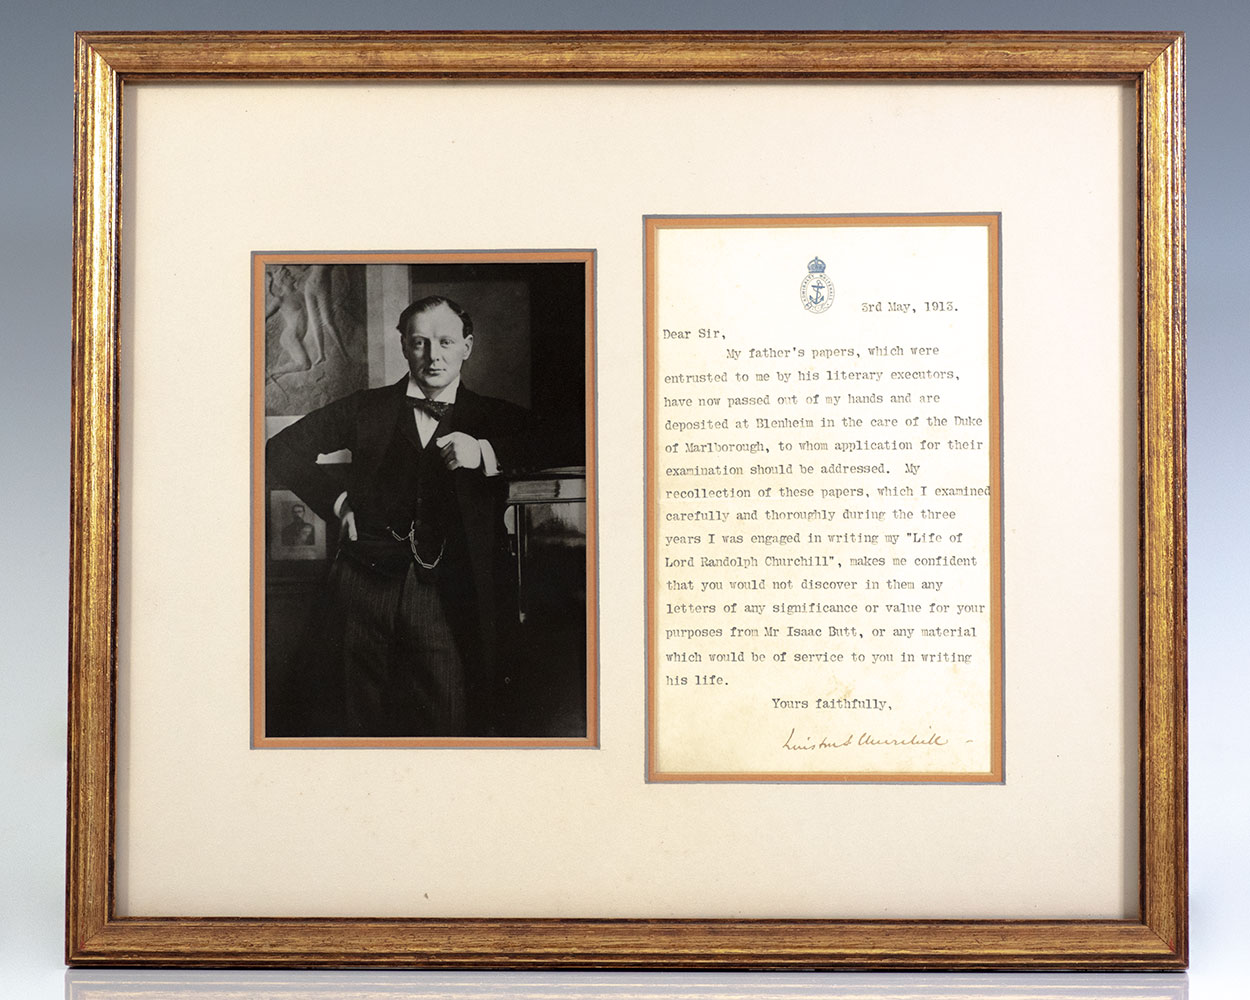 ADMIRALTY WHITEHALL
3rd May, 1913.
Dear Sir,
My father's papers, which were
entrusted to me by his literary executors,
have now passed out of my hands and are
deposited at Blenheim in the care of the Duke
of Marlborough, to whom application for their
examination should be addressed. My
recollection of these papers, which I examined
carefully and thoroughly during the three
years I was engaged in writing my "Life of
Lord Randolph Churchill", makes me confident
that you would not discover in them any
letters of any significance or value for your
purposes from Mr Isaac Butt, or any material
which would be of service to you in writing
his life.
Yours faithfully,
Winston S Churchill